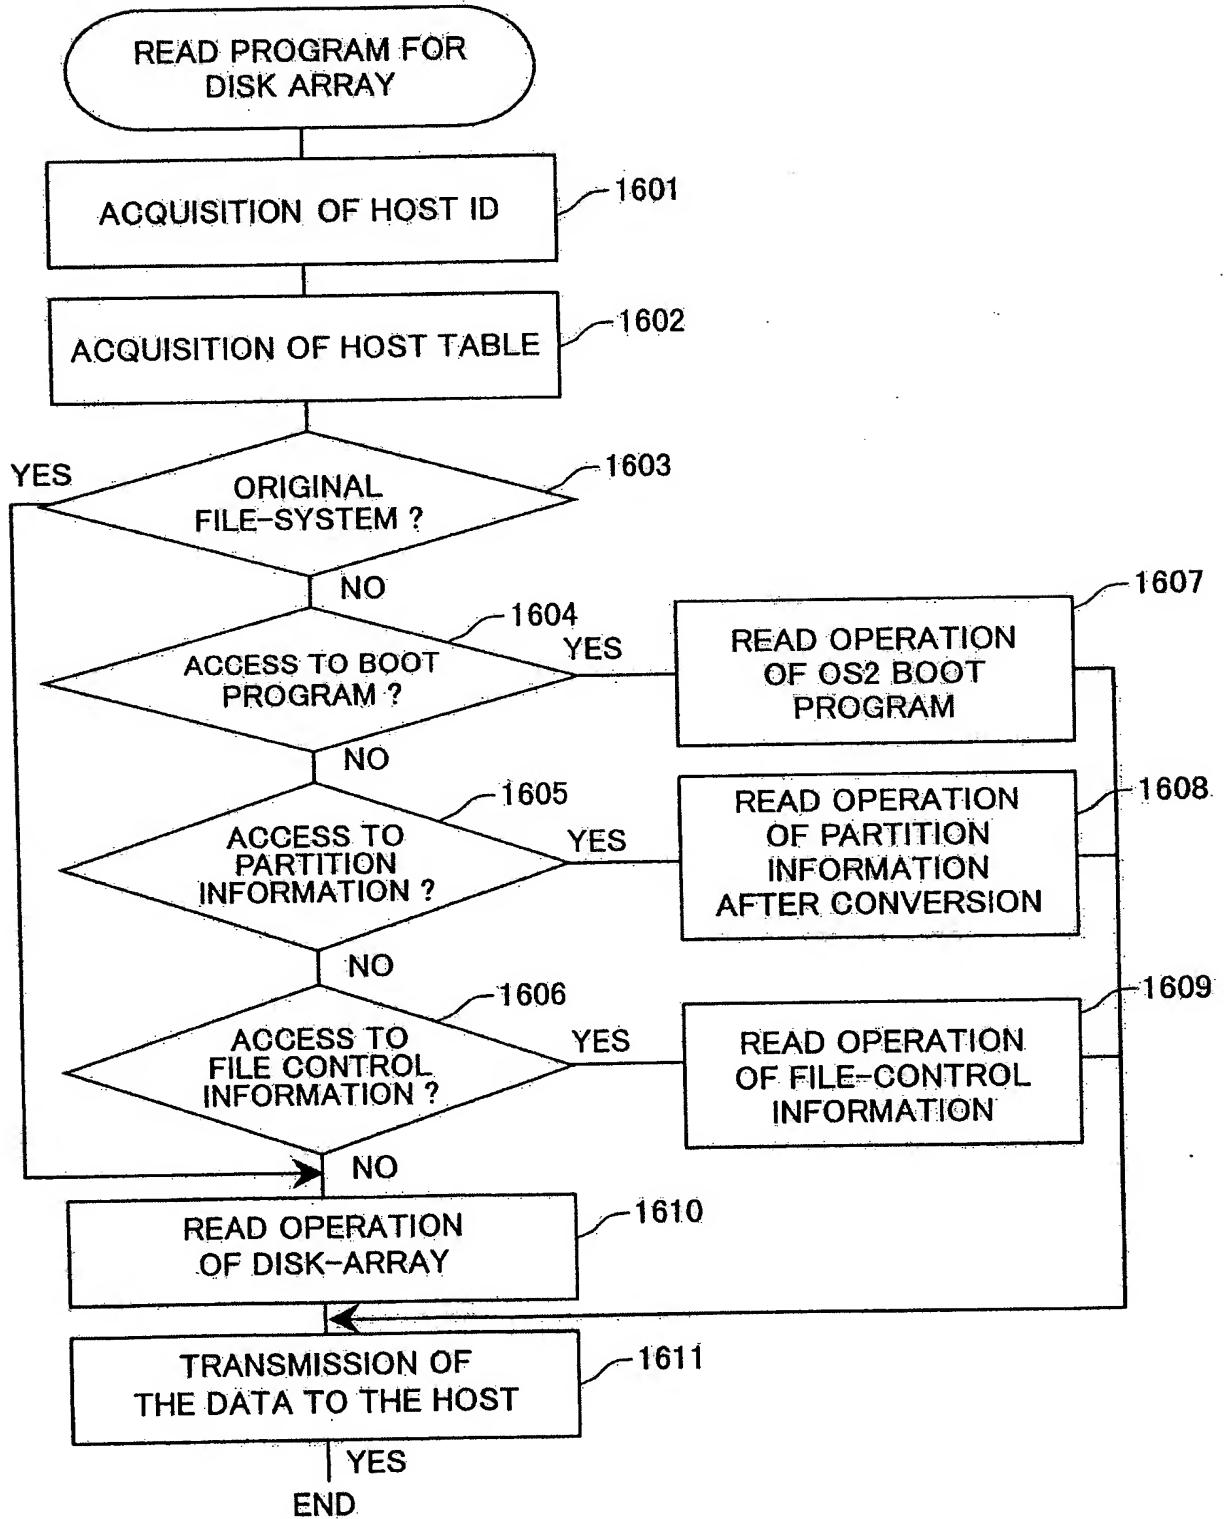 READ PROGRAM FOR
DISK ARRAY
ACQUISITION OF HOST ID
1601
ACQUISITION OF HOST TABLE
1602
YES
ORIGINAL
FILE-SYSTEM ?
1603
NO
1604
ACCESS TO BOOT
PROGRAM ?
YES
READ OPERATION
OF OS2 BOOT
PROGRAM
1607
NO
1605
ACCESS TO
PARTITION
INFORMATION ?
YES
READ OPERATION
OF PARTITION
INFORMATION
AFTER CONVERSION
1608
NO
1606
ACCESS TO
FILE CONTROL
INFORMATION ?
YES
READ OPERATION
OF FILE-CONTROL
INFORMATION
1609
NO
READ OPERATION
OF DISK-ARRAY
1610
TRANSMISSION OF
THE DATA TO THE HOST
1611
YES
END